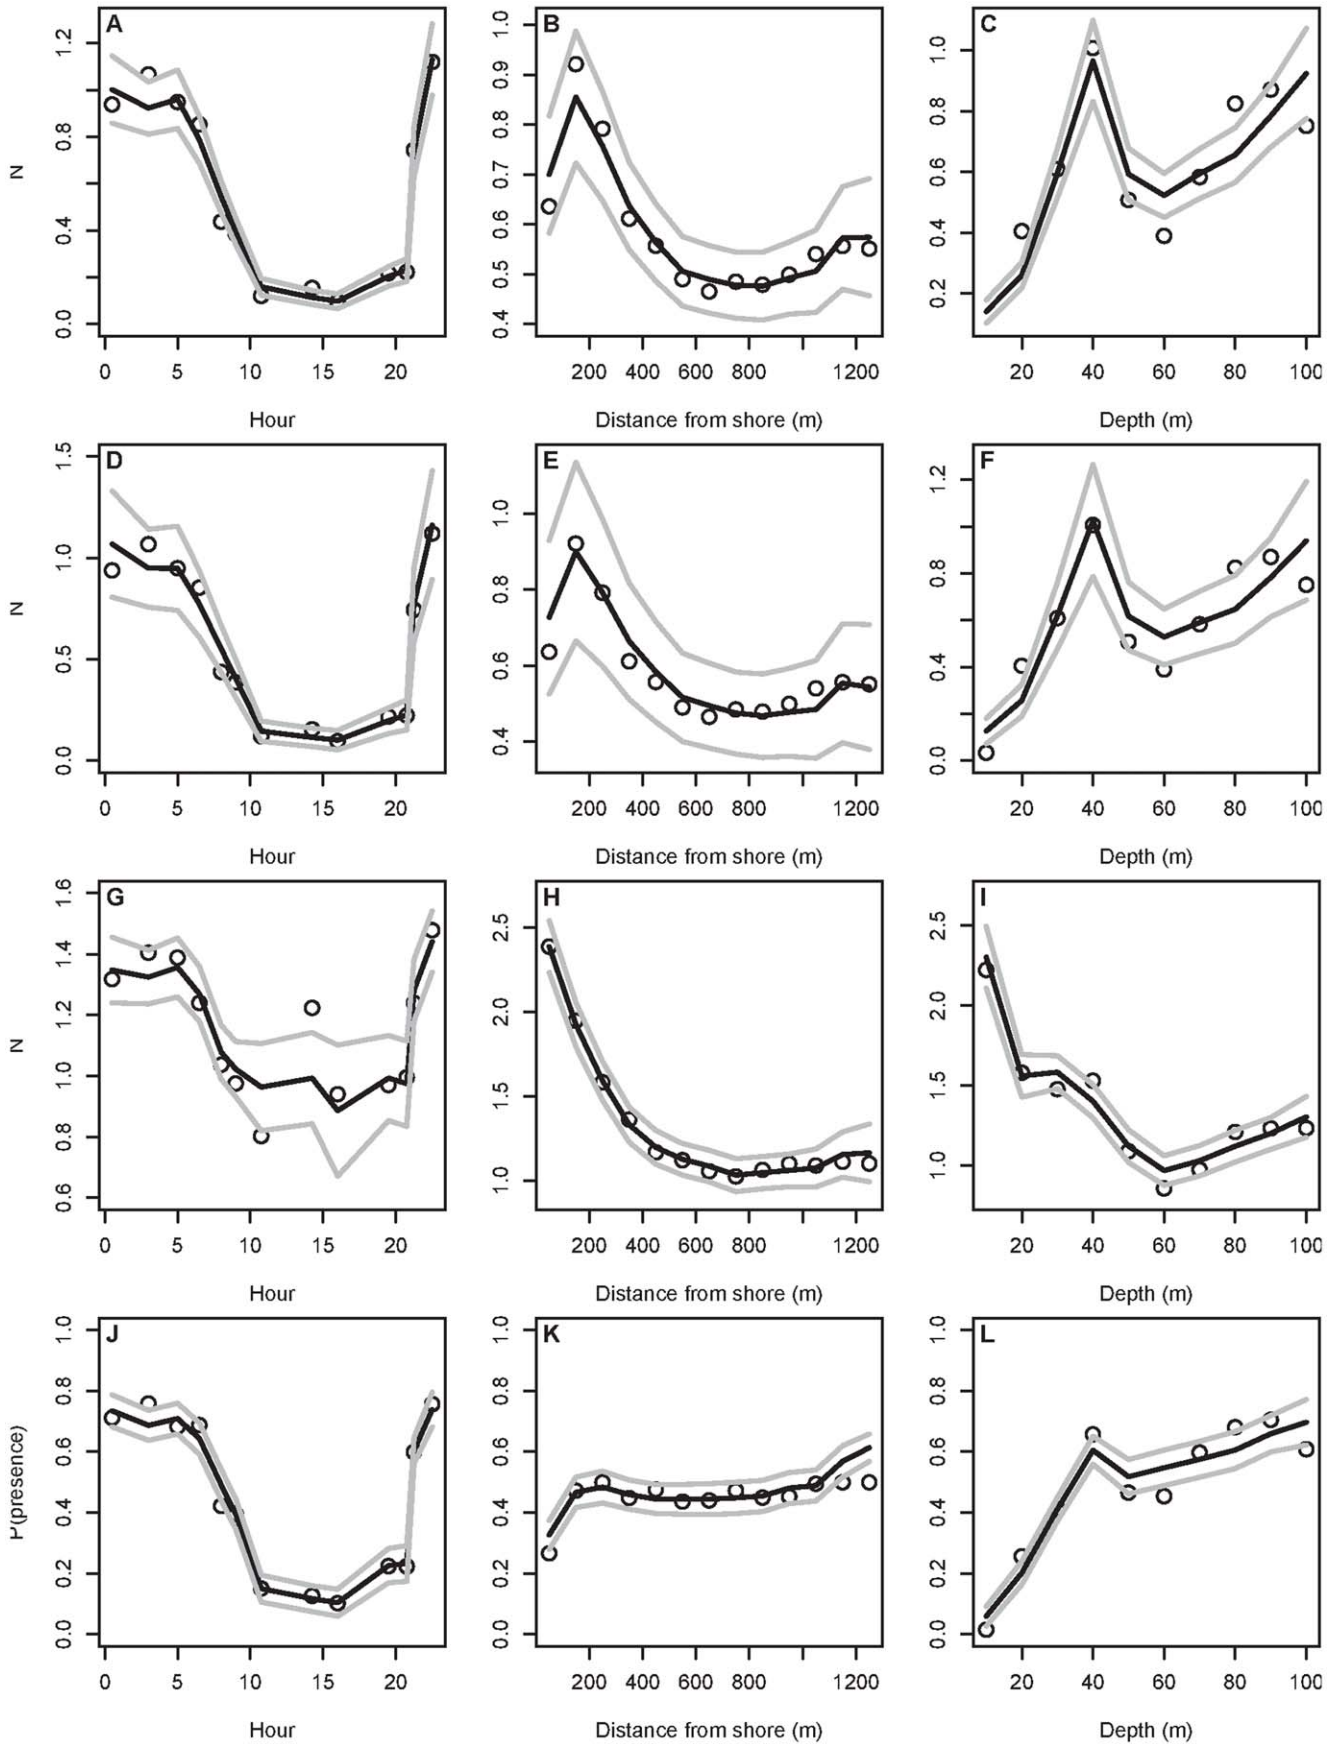 A B C
N
1.2 0.8 0.4 0.0
1.0 0.9 0.8 0.7 0.6 0.5 0.4
1.0 0.8 0.6 0.4 0.2
0 5 10 15 20
200 400 600 800 1200
20 40 60 80 100
Hour Distance from shore (m) Depth (m)
D E F
N
1.5 1.0 0.5 0.0
1.0 0.8 0.6 0.4
1.2 0.8 0.4 0.0
0 5 10 15 20
200 400 600 800 1200
20 40 60 80 100
Hour Distance from shore (m) Depth (m)
G H I
N
1.6 1.4 1.2 1.0 0.8 0.6
2.5 2.0 1.5 1.0
2.5 2.0 1.5 1.0
0 5 10 15 20
200 400 600 800 1200
20 40 60 80 100
Hour Distance from shore (m) Depth (m)
J K L
P(presence)
1.0 0.8 0.6 0.4 0.2 0.0
1.0 0.8 0.6 0.4 0.2 0.0
1.0 0.8 0.6 0.4 0.2 0.0
0 5 10 15 20
200 400 600 800 1200
20 40 60 80 100
Hour Distance from shore (m) Depth (m)